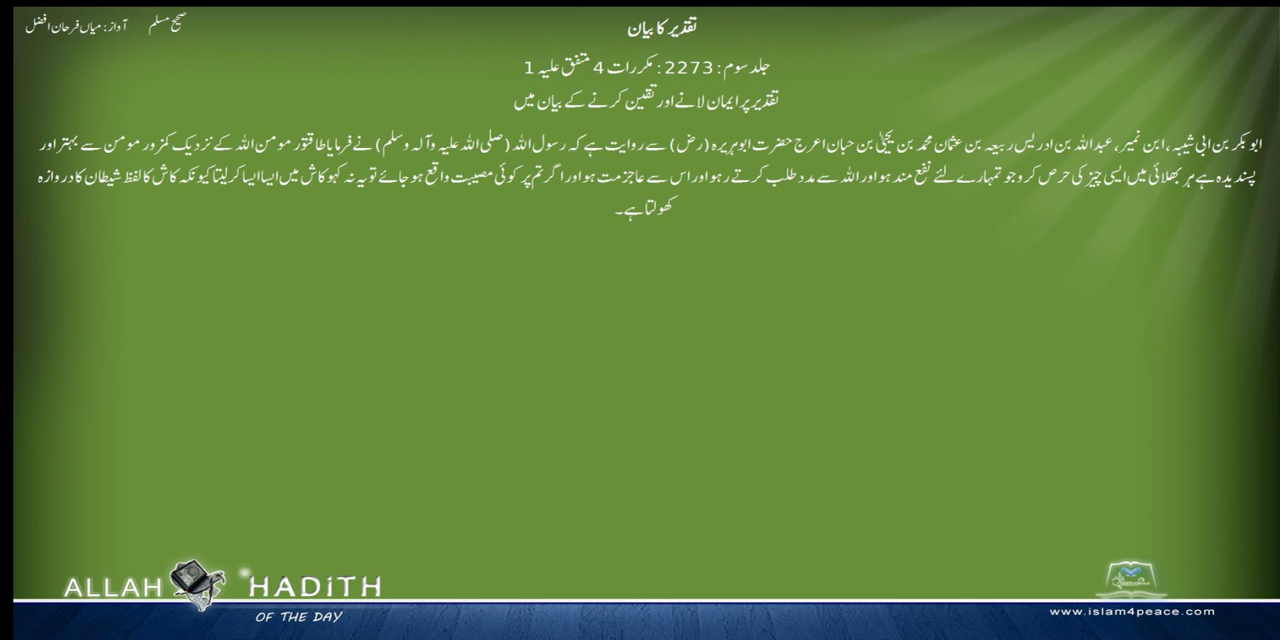 صحیح مسلم آواز: میاں فرحان افضل
تقدیر کا بیان
جلد سوم : 2273 : مکررات 4 متفق علیہ 1
تقدیر پر ایمان لانے اور تقین کرنے کے بیان میں
ابوبکر بن ابی شیبہ ، ابن نمیر، عبداللہ بن ادریس ربیعہ بن عثمان محمد بن یحییٰ بن حبان اعرج حضرت ابوہریرہ (رض) سے روایت ہے کہ رسول اللہ (صلی اللہ علیہ وآلہ وسلم) نے فرمایا طاقتور مومن اللہ کے نزدیک کمزور مومن سے بہتر اور
پسندیدہ ہے ہر بھلائی میں ایسی چیز کی حرص کرو جو تمہارے لئے نفع مند ہو اور اللہ سے مدد طلب کرتے رہو اور اس سے عاجز مت ہو اور اگر تم پر کوئی مصیبت واقع ہو جائے تو یہ نہ کہو کاش میں ایسا ایسا کر لیتا کیونکہ کاش کا لفظ شیطان کا دروازہ
کھولتا ہے۔
ALLAH HADiTH
OF THE DAY
www.islam4peace.com